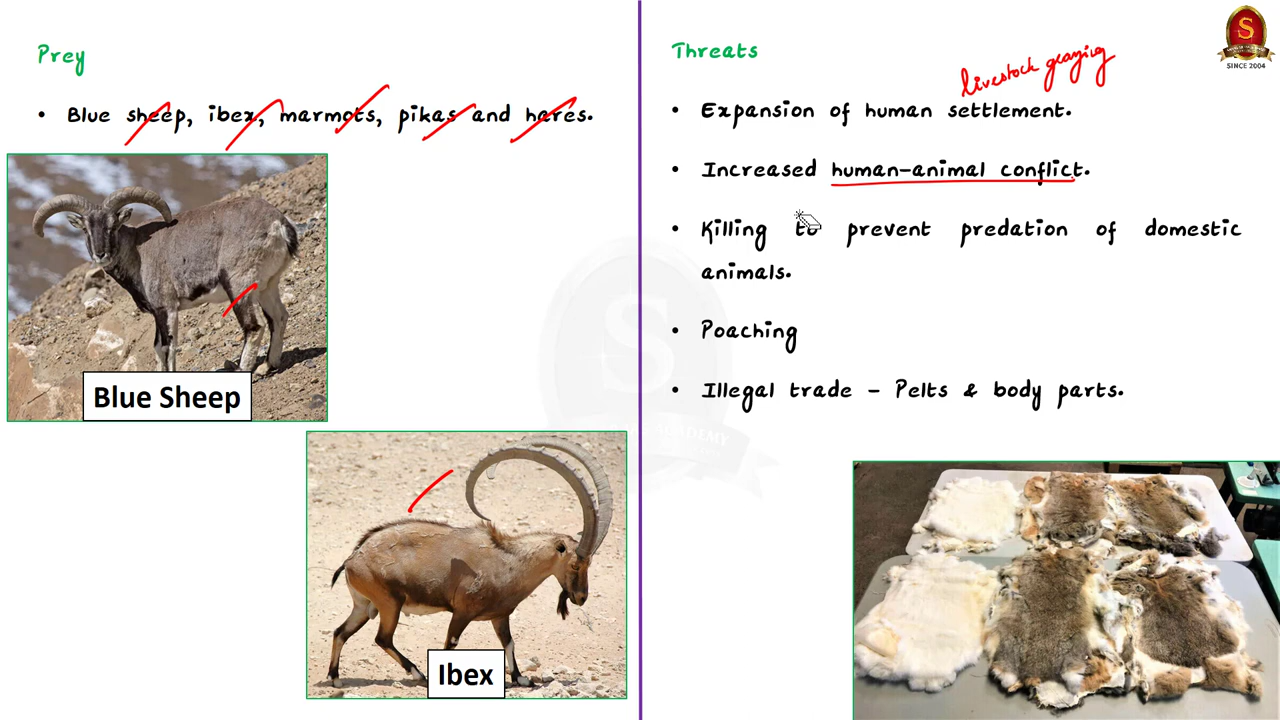 Prey
• Blue sheep, ibex, marmots, pikas and hares.
Blue Sheep
Ibex
Threats
livestock grazing
• Expansion of human settlement.
• Increased human-animal conflict.
• Killing to prevent predation of domestic
animals.
• Poaching
• Illegal trade – Pelts & body parts.
S
SINCE 2004
S
ACADEMY